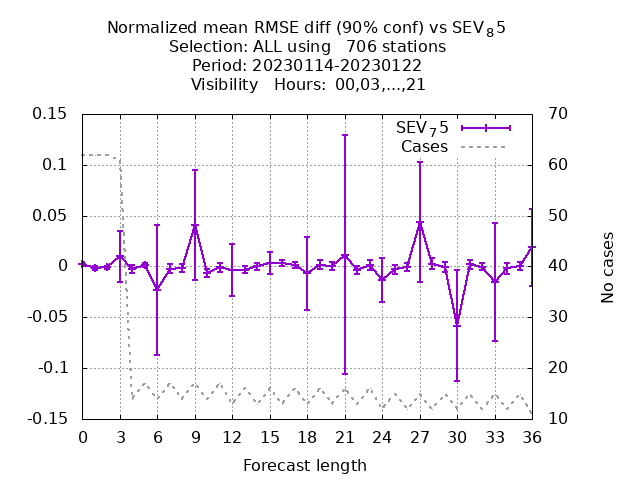 Normalized mean RMSE diff (90% conf) vs SEV₈5
Selection: ALL using   706 stations
Period: 20230114-20230122
Visibility   Hours:  00,03,...,21
0.15
0.1
0.05
0
-0.05
-0.1
-0.15
70
60
50
40
30
20
10
SEV₇5
Cases
No cases
0 3 6 9 12 15 18 21 24 27 30 33 36
Forecast length